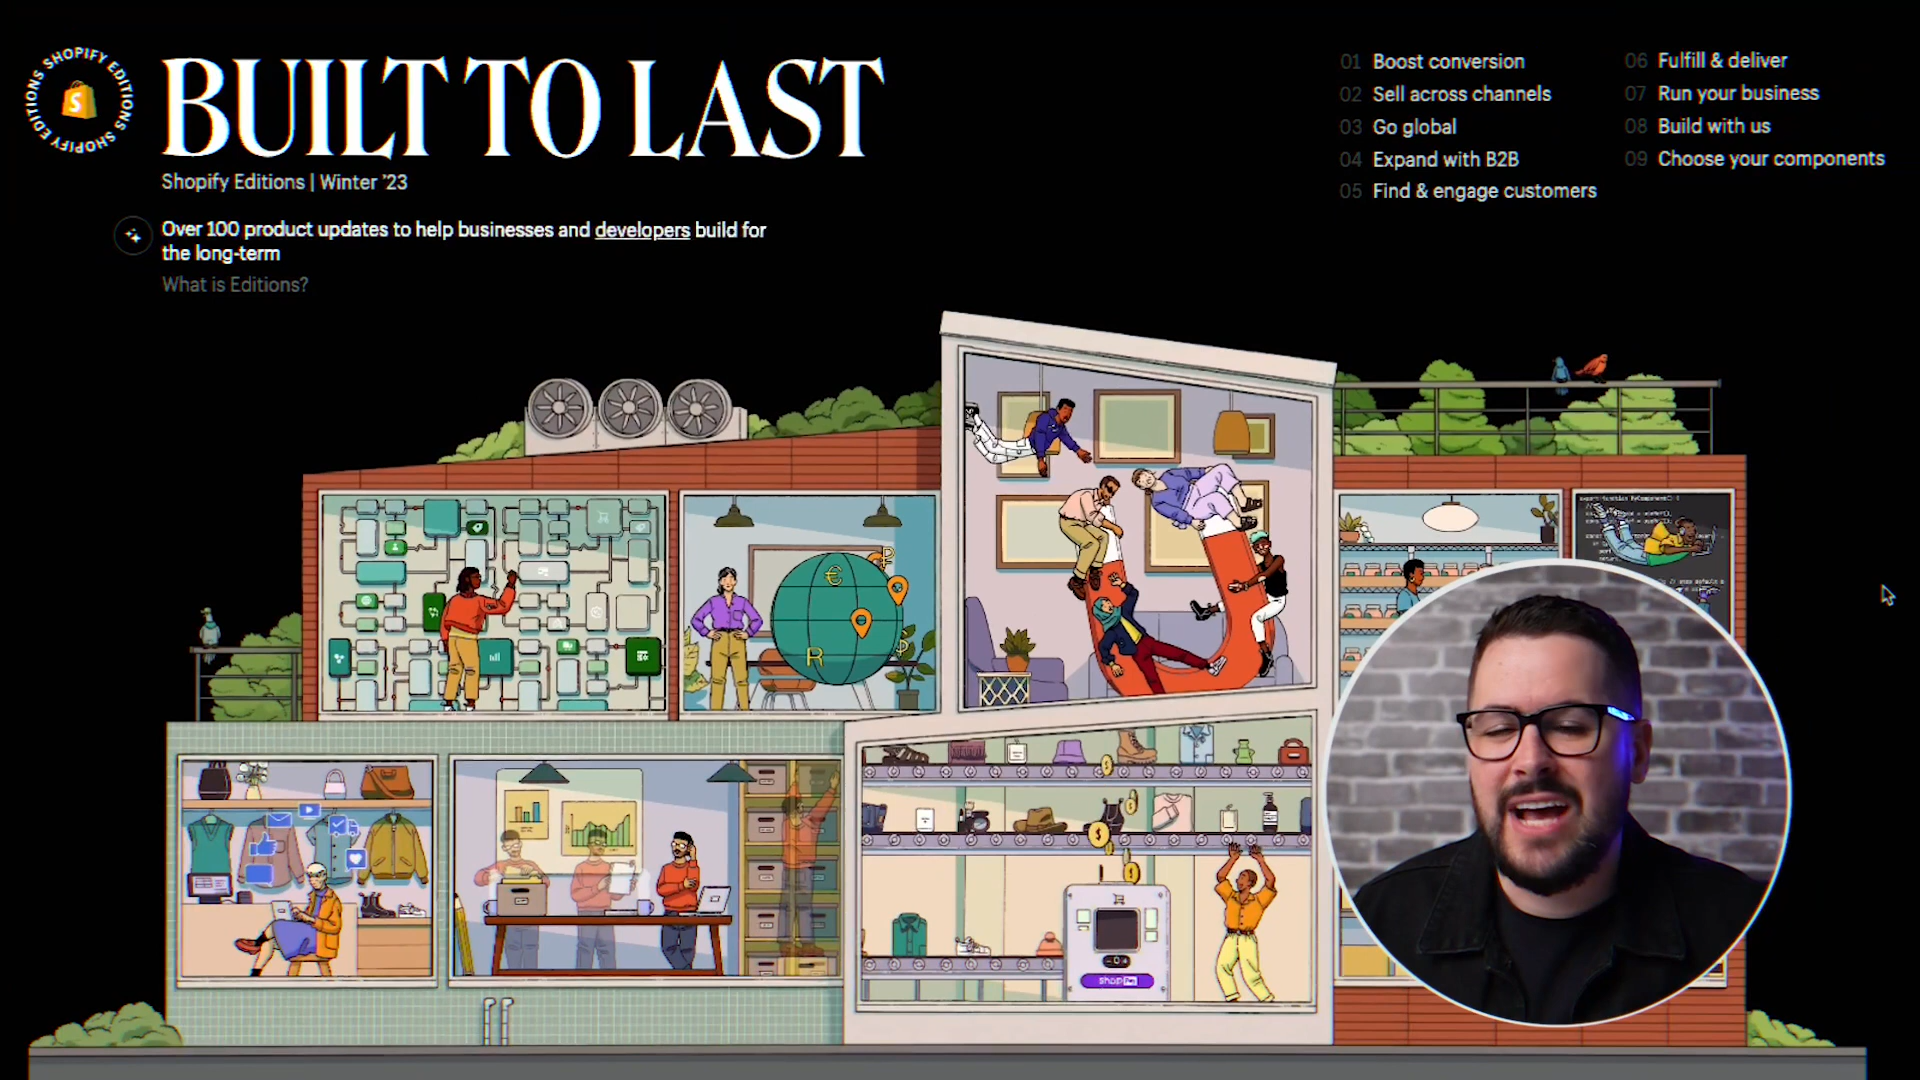 SHOPIFY EDITIONS SHOPIFY EDITIONS
BUILT TO LAST
Shopify Editions | Winter '23
Over 100 product updates to help businesses and developers build for
the long-term
What is Editions?
01 Boost conversion
02 Sell across channels
03 Go global
04 Expand with B2B
05 Find & engage customers
06 Fulfill & deliver
07 Run your business
08 Build with us
09 Choose your components
shop Pay